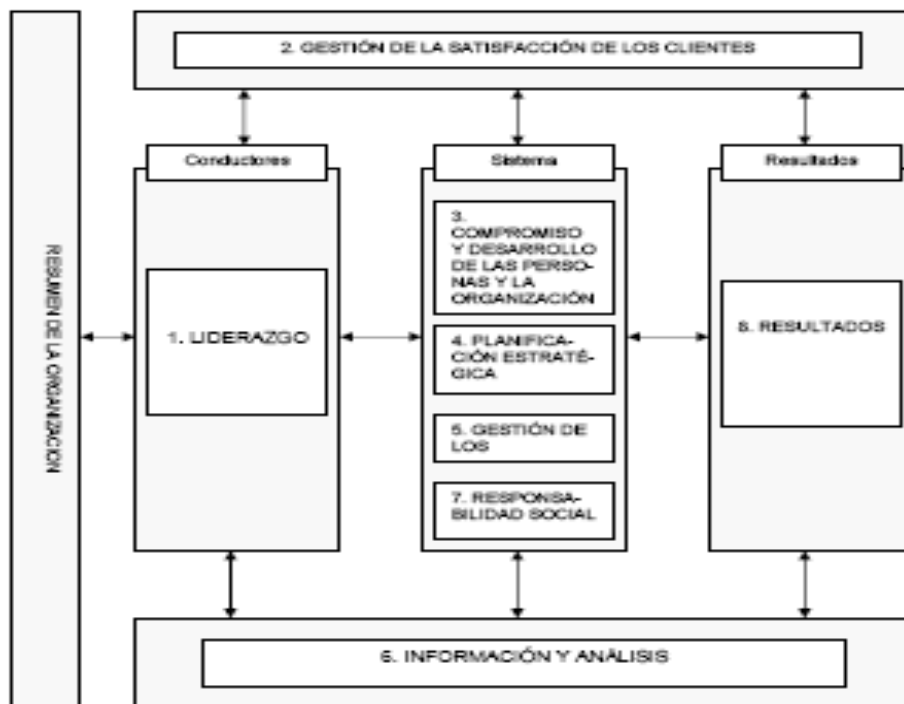 RESUMEN DE LA ORGANIZACION
2. GESTIÓN DE LA SATISFACCIÓN DE LOS CLIENTES
Conductores
Sistema
Resultados
1. LIDERAZGO
3.
COMPROMISO
Y DESARROLLO
DE LAS PERSO-
NAS Y LA
ORGANIZACIÓN
4. PLANIFICA-
CIÓN ESTRATÉ-
GICA
5. GESTIÓN DE
LOS
7. RESPONSA-
BILIDAD SOCIAL
8. RESULTADOS
6. INFORMACIÓN Y ANÁLISIS